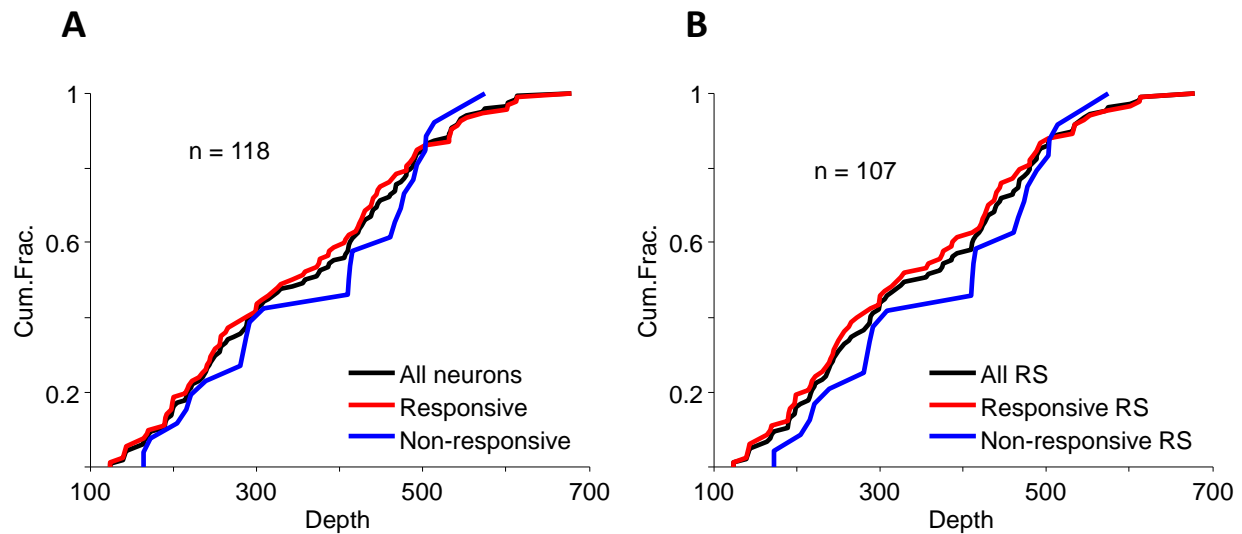 A
1
n = 118
0.6
Cum.Frac.
0.2
All neurons
Responsive
Non-responsive
100
300
500
700
Depth
B
1
n = 107
0.6
Cum.Frac.
0.2
All RS
Responsive RS
Non-responsive RS
100
300
500
700
Depth